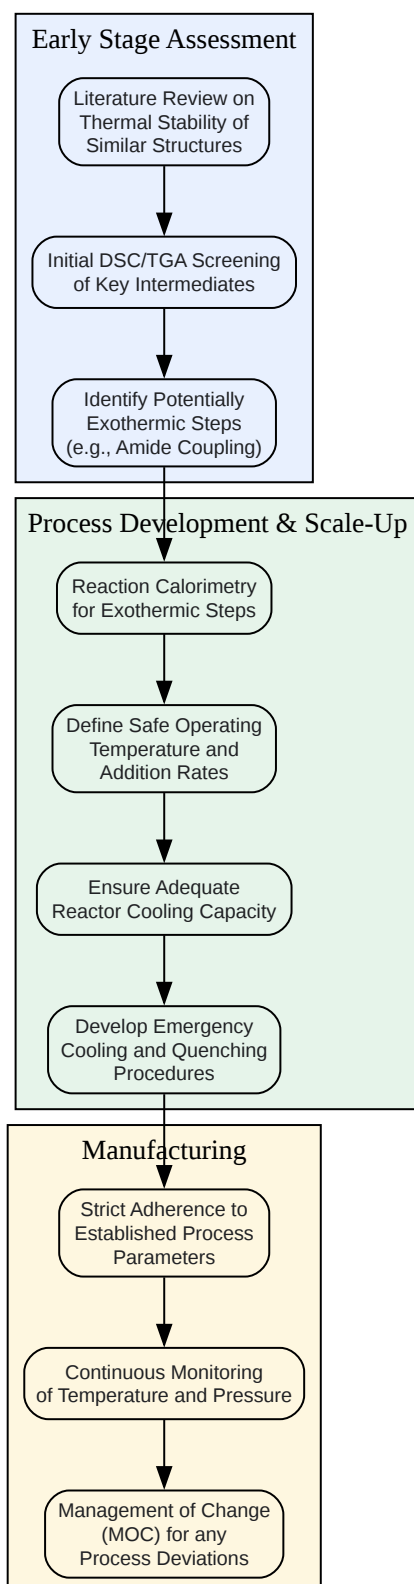 Early Stage Assessment
Literature Review on
Thermal Stability of
Similar Structures
Initial DSC/TGA Screening
of Key Intermediates
Identify Potentially
Exothermic Steps
(e.g., Amide Coupling)
Process Development & Scale-Up
Reaction Calorimetry
for Exothermic Steps
Define Safe Operating
Temperature and
Addition Rates
Ensure Adequate
Reactor Cooling Capacity
Develop Emergency
Cooling and Quenching
Procedures
Manufacturing
Strict Adherence to
Established Process
Parameters
Continuous Monitoring
of Temperature and Pressure
Management of Change
(MOC) for any
Process Deviations